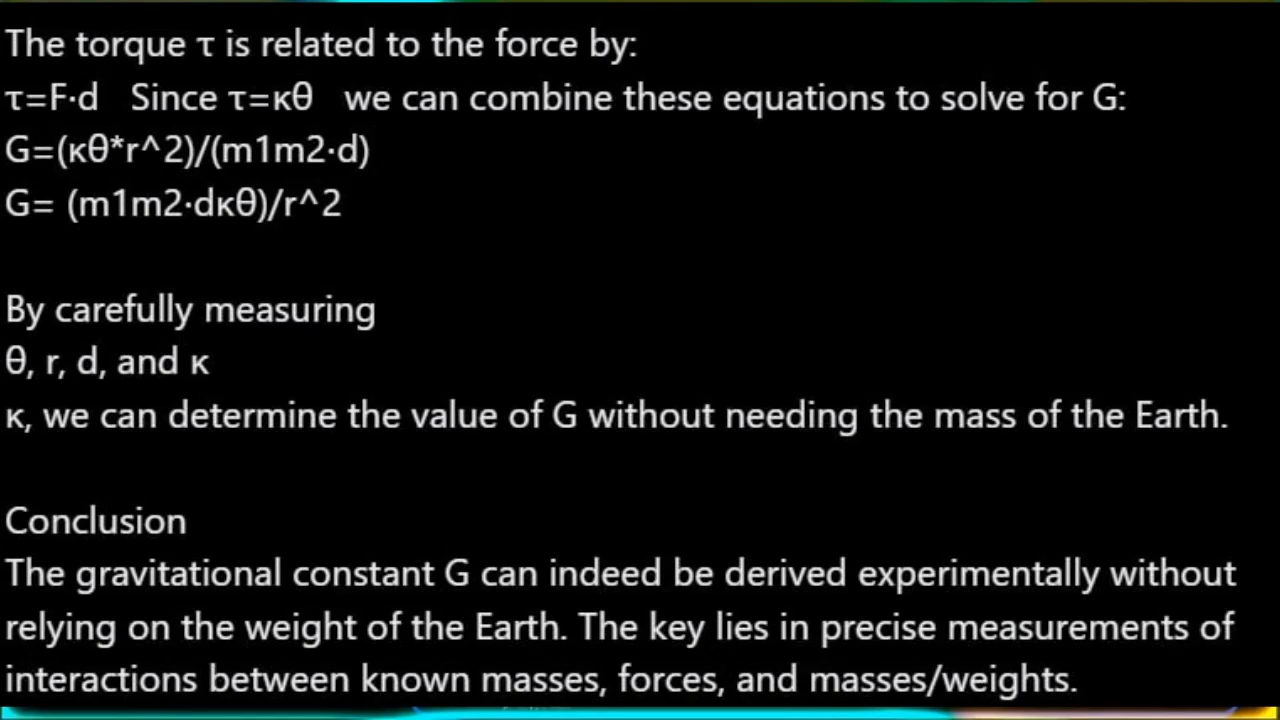 The torque τ is related to the force by:
τ=F·d   Since τ=κθ   we can combine these equations to solve for G:
G=(κθ*r^2)/(m1m2·d)
G= (m1m2·dκθ)/r^2
By carefully measuring
θ, r, d, and κ
κ, we can determine the value of G without needing the mass of the Earth.
Conclusion
The gravitational constant G can indeed be derived experimentally without
relying on the weight of the Earth. The key lies in precise measurements of
interactions between known masses, forces, and masses/weights.